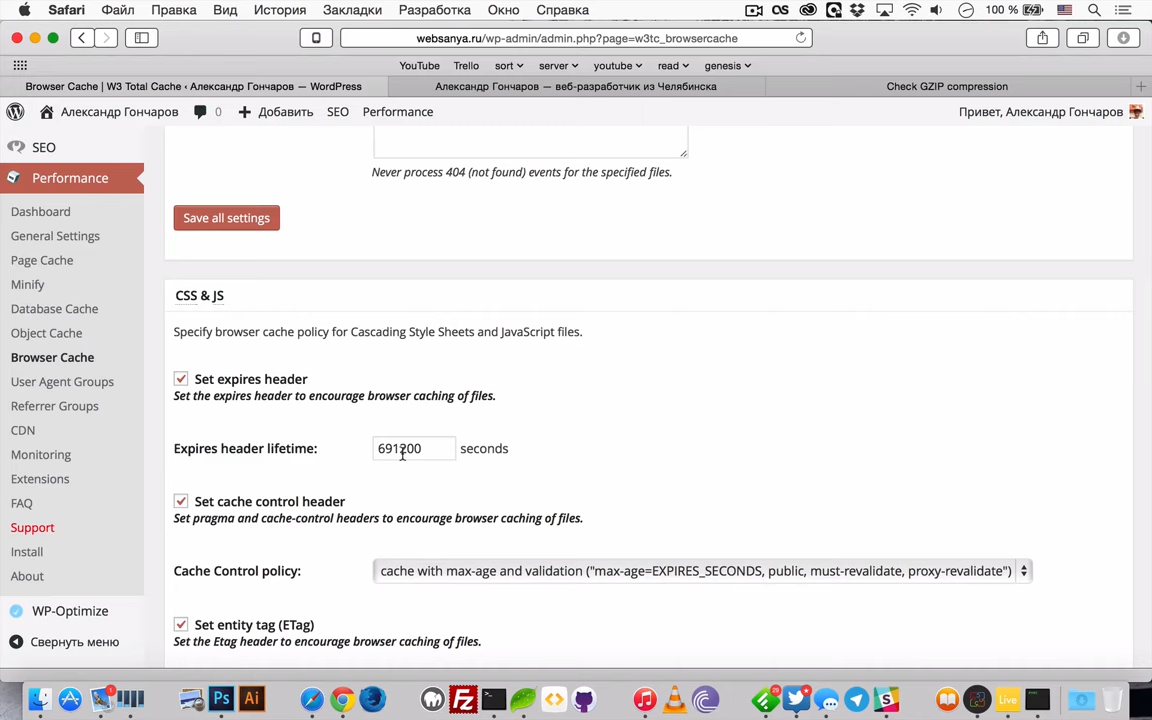 Safari Файл Правка Вид История Закладки Разработка Окно Справка 100 %
websanya.ru/wp-admin/admin.php?page=w3tc_browsercache
YouTube Trello sort server youtube read genesis
Browser Cache | W3 Total Cache ‹ Александр Гончаров — WordPress Александр Гончаров — веб-разработчик из Челябинска Check GZIP compression
Александр Гончаров 0 + Добавить SEO Performance Привет, Александр Гончаров
SEO
Performance
Dashboard
General Settings
Page Cache
Minify
Database Cache
Object Cache
Browser Cache
User Agent Groups
Referrer Groups
CDN
Monitoring
Extensions
FAQ
Support
Install
About
WP-Optimize
Свернуть меню
Never process 404 (not found) events for the specified files.
Save all settings
CSS & JS
Specify browser cache policy for Cascading Style Sheets and JavaScript files.
Set expires header
Set the expires header to encourage browser caching of files.
Expires header lifetime: 691200 seconds
Set cache control header
Set pragma and cache-control headers to encourage browser caching of files.
Cache Control policy: cache with max-age and validation ("max-age=EXPIRES_SECONDS, public, must-revalidate, proxy-revalidate")
Set entity tag (ETag)
Set the Etag header to encourage browser caching of files.
Ps Ai Fz Live